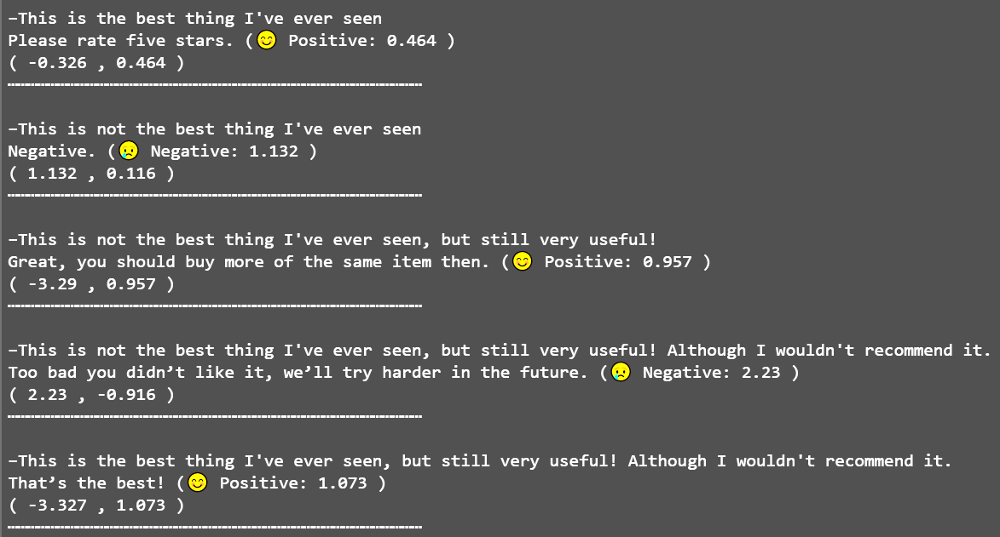 –This is the best thing I've ever seen
Please rate five stars. (😊 Positive: 0.464 )
( -0.326 , 0.464 )
–This is not the best thing I've ever seen
Negative. (😢 Negative: 1.132 )
( 1.132 , 0.116 )
–This is not the best thing I've ever seen, but still very useful!
Great, you should buy more of the same item then. (😊 Positive: 0.957 )
( -3.29 , 0.957 )
–This is not the best thing I've ever seen, but still very useful! Although I wouldn't recommend it.
Too bad you didn’t like it, we’ll try harder in the future. (😢 Negative: 2.23 )
( 2.23 , -0.916 )
–This is the best thing I've ever seen, but still very useful! Although I wouldn't recommend it.
That’s the best! (😊 Positive: 1.073 )
( -3.327 , 1.073 )